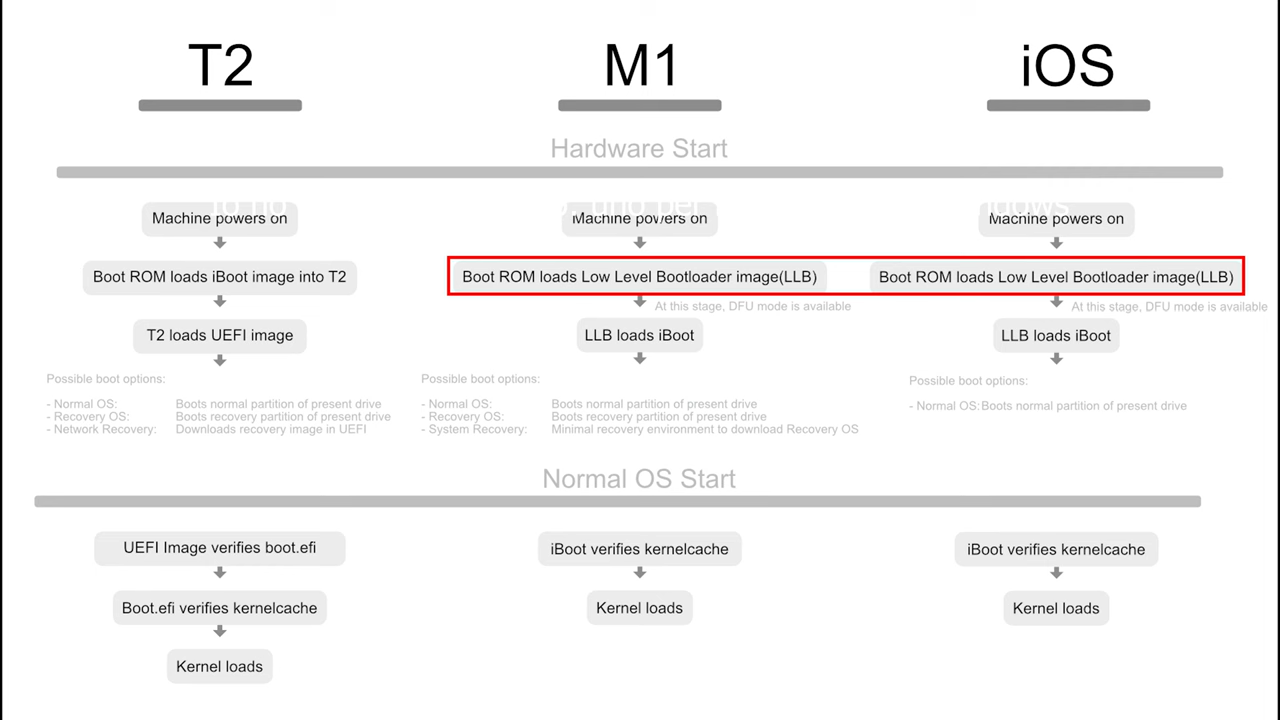 T2
M1
iOS
Hardware Start
Machine powers on
Machine powers on
Machine powers on
Boot ROM loads iBoot image into T2
Boot ROM loads Low Level Bootloader image(LLB)
Boot ROM loads Low Level Bootloader image(LLB)
At this stage, DFU mode is available
At this stage, DFU mode is available
T2 loads UEFI image
LLB loads iBoot
LLB loads iBoot
Possible boot options:
- Normal OS: Boots normal partition of present drive
- Recovery OS: Boots recovery partition of present drive
- Network Recovery: Downloads recovery image in UEFI
Possible boot options:
- Normal OS: Boots normal partition of present drive
- Recovery OS: Boots recovery partition of present drive
- System Recovery: Minimal recovery environment to download Recovery OS
Possible boot options:
- Normal OS: Boots normal partition of present drive
Normal OS Start
UEFI Image verifies boot.efi
iBoot verifies kernelcache
iBoot verifies kernelcache
Boot.efi verifies kernelcache
Kernel loads
Kernel loads
Kernel loads